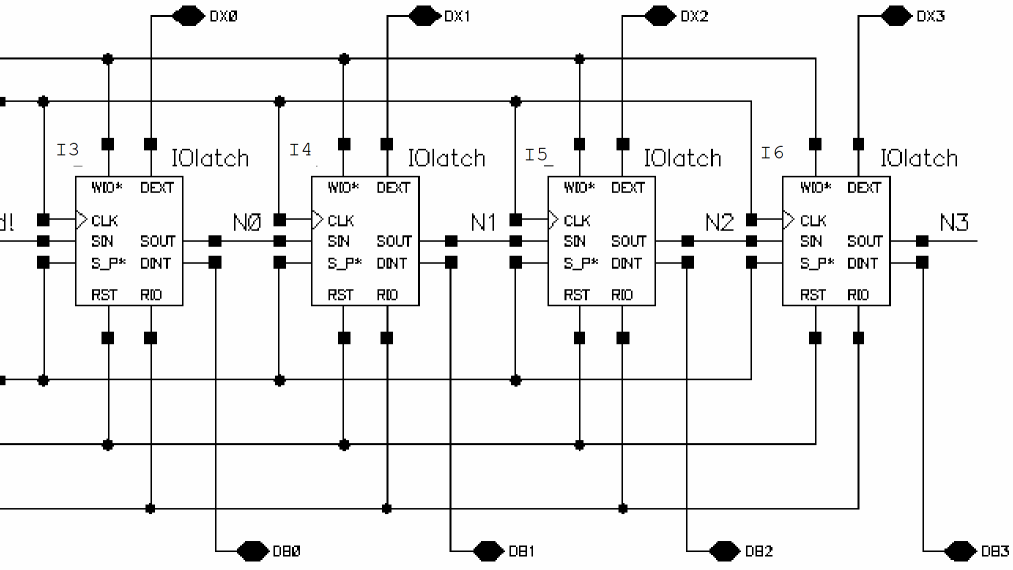 DXØ DX1 DX2 DX3
I3_ IOlatch I4_ IOlatch I5_ IOlatch I6 IOlatch
WIO* DEXT WIO* DEXT WIO* DEXT WIO* DEXT
d! CLK NØ CLK N1 CLK N2 CLK N3
SIN SOUT SIN SOUT SIN SOUT SIN SOUT
S_P* DINT S_P* DINT S_P* DINT S_P* DINT
RST RIO RST RIO RST RIO RST RIO
DBØ DB1 DB2 DB3